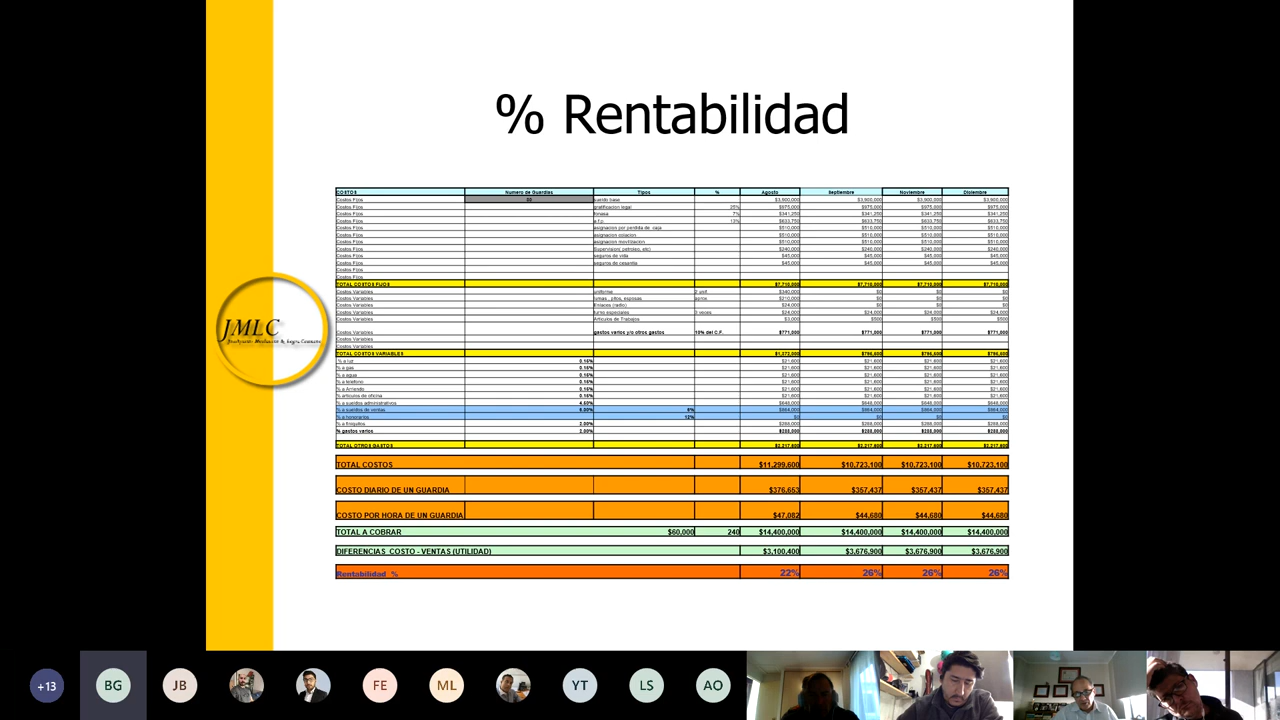 % Rentabilidad
COSTOS Numero de Guardias Tipos % Agosto Septiembre Noviembre Diciembre
Costos Fijos sueldo base $3,900,000 $3,900,000 $3,900,000 $3,900,000
Costos Fijos gratificacion legal 25% $975,000 $975,000 $975,000 $975,000
Costos Fijos fonasa 7% $341,250 $341,250 $341,250 $341,250
Costos Fijos a.f.p 13% $633,750 $633,750 $633,750 $633,750
Costos Fijos asignacion por perdida de caja $510,000 $510,000 $510,000 $510,000
Costos Fijos asignacion colacion $510,000 $510,000 $510,000 $510,000
Costos Fijos asignacion movilizacion $510,000 $510,000 $510,000 $510,000
Costos Fijos Supervision( petroleo, etc) $240,000 $240,000 $240,000 $240,000
Costos Fijos seguros de vida $45,000 $45,000 $45,000 $45,000
Costos Fijos seguros de cesantia $45,000 $45,000 $45,000 $45,000
Costos Fijos
Costos Fijos
TOTAL COSTOS FIJOS $7,710,000 $7,710,000 $7,710,000 $7,710,000
Costos Variables uniforme 2 unif $340,000 $0 $0 $0
Costos Variables lumas , pitos, esposas aprox $210,000 $0 $0 $0
Costos Variables Enlaces (radio) $24,000 $0 $0 $0
Costos Variables turno especiales 3 veces $24,000 $24,000 $24,000 $24,000
Costos Variables Articulos de Trabajos $3,000 $500 $500 $500
Costos Variables gastos varios y/o otros gastos 10% del C.F. $771,000 $771,000 $771,000 $771,000
Costos Variables
Costos Variables
TOTAL COSTOS VARIABLES $1,372,000 $795,500 $795,500 $795,500
% a luz 0.15% $21,600 $21,600 $21,600 $21,600
% a gas 0.15% $21,600 $21,600 $21,600 $21,600
% a agua 0.15% $21,600 $21,600 $21,600 $21,600
% a telefono 0.15% $21,600 $21,600 $21,600 $21,600
% a Arriendo 0.15% $21,600 $21,600 $21,600 $21,600
% articulos de oficina 0.15% $21,600 $21,600 $21,600 $21,600
% a sueldos administrativos 4.50% $648,000 $648,000 $648,000 $648,000
% a sueldos de ventas 6.00% 6% $864,000 $864,000 $864,000 $864,000
% a honorarios 12% $0 $0 $0 $0
% a finiquitos 2.00% $288,000 $288,000 $288,000 $288,000
% gastos varios 2.00% $288,000 $288,000 $288,000 $288,000
TOTAL OTROS GASTOS $2,217,600 $2,217,600 $2,217,600 $2,217,600
TOTAL COSTOS $11,299,600 $10,723,100 $10,723,100 $10,723,100
COSTO DIARIO DE UN GUARDIA $376,653 $357,437 $357,437 $357,437
COSTO POR HORA DE UN GUARDIA $47,082 $44,680 $44,680 $44,680
TOTAL A COBRAR $60,000 240 $14,400,000 $14,400,000 $14,400,000 $14,400,000
DIFERENCIAS COSTO - VENTAS (UTILIDAD) $3,100,400 $3,676,900 $3,676,900 $3,676,900
Rentabilidad % 22% 26% 26% 26%
JMLC
+13 BG JB FE ML YT LS AO